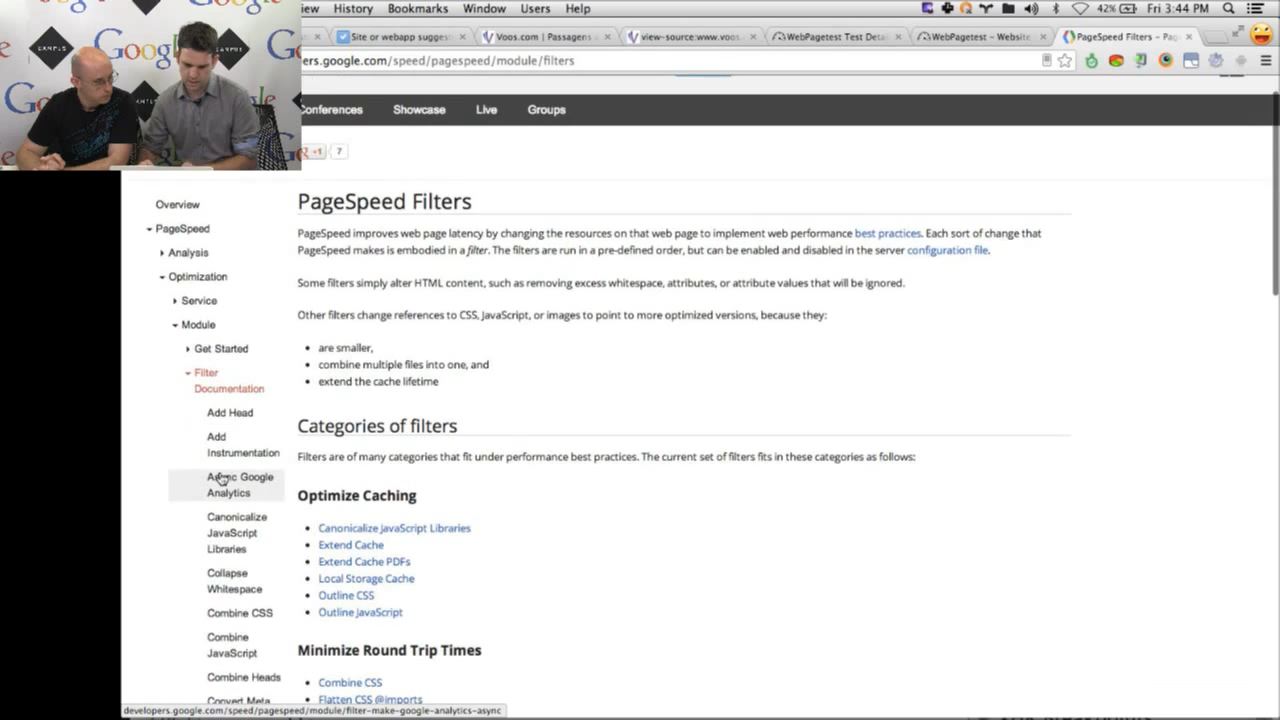 iew History Bookmarks Window Users Help 42% Fri 3:44 PM
Site or webapp suggest × Voos.com | Passagens a × view-source:www.voos × WebPagetest Test Deta × WebPagetest - Website × PageSpeed Filters — Pag ×
ers.google.com/speed/pagespeed/module/filters
Conferences Showcase Live Groups
+1 7
Google
Overview
PageSpeed
Analysis
Optimization
Service
Module
Get Started
Filter
Documentation
Add Head
Add
Instrumentation
Async Google
Analytics
Canonicalize
JavaScript
Libraries
Collapse
Whitespace
Combine CSS
Combine
JavaScript
Combine Heads
Convert Meta
PageSpeed Filters
PageSpeed improves web page latency by changing the resources on that web page to implement web performance best practices. Each sort of change that
PageSpeed makes is embodied in a filter. The filters are run in a pre-defined order, but can be enabled and disabled in the server configuration file.
Some filters simply alter HTML content, such as removing excess whitespace, attributes, or attribute values that will be ignored.
Other filters change references to CSS, JavaScript, or images to point to more optimized versions, because they:
• are smaller,
• combine multiple files into one, and
• extend the cache lifetime
Categories of filters
Filters are of many categories that fit under performance best practices. The current set of filters fits in these categories as follows:
Optimize Caching
• Canonicalize JavaScript Libraries
• Extend Cache
• Extend Cache PDFs
• Local Storage Cache
• Outline CSS
• Outline JavaScript
Minimize Round Trip Times
• Combine CSS
• Flatten CSS @imports
developers.google.com/speed/pagespeed/module/filter-make-google-analytics-async